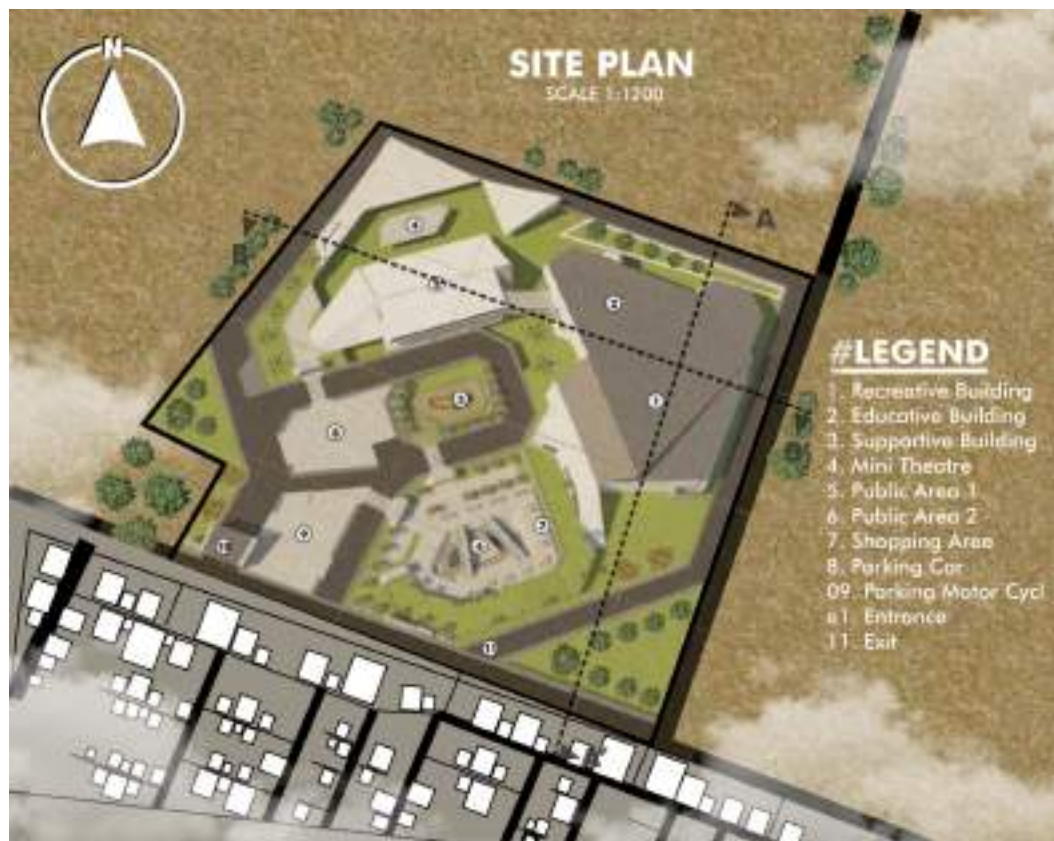 N
SITE PLAN
SCALE 1:1200
A
#LEGEND
1. Recreative Building
2. Educative Building
3. Supportive Building
4. Mini Theatre
5. Public Area 1
6. Public Area 2
7. Shopping Area
8. Parking Car
09. Parking Motor Cycl
e1 Entrance
11. Exit